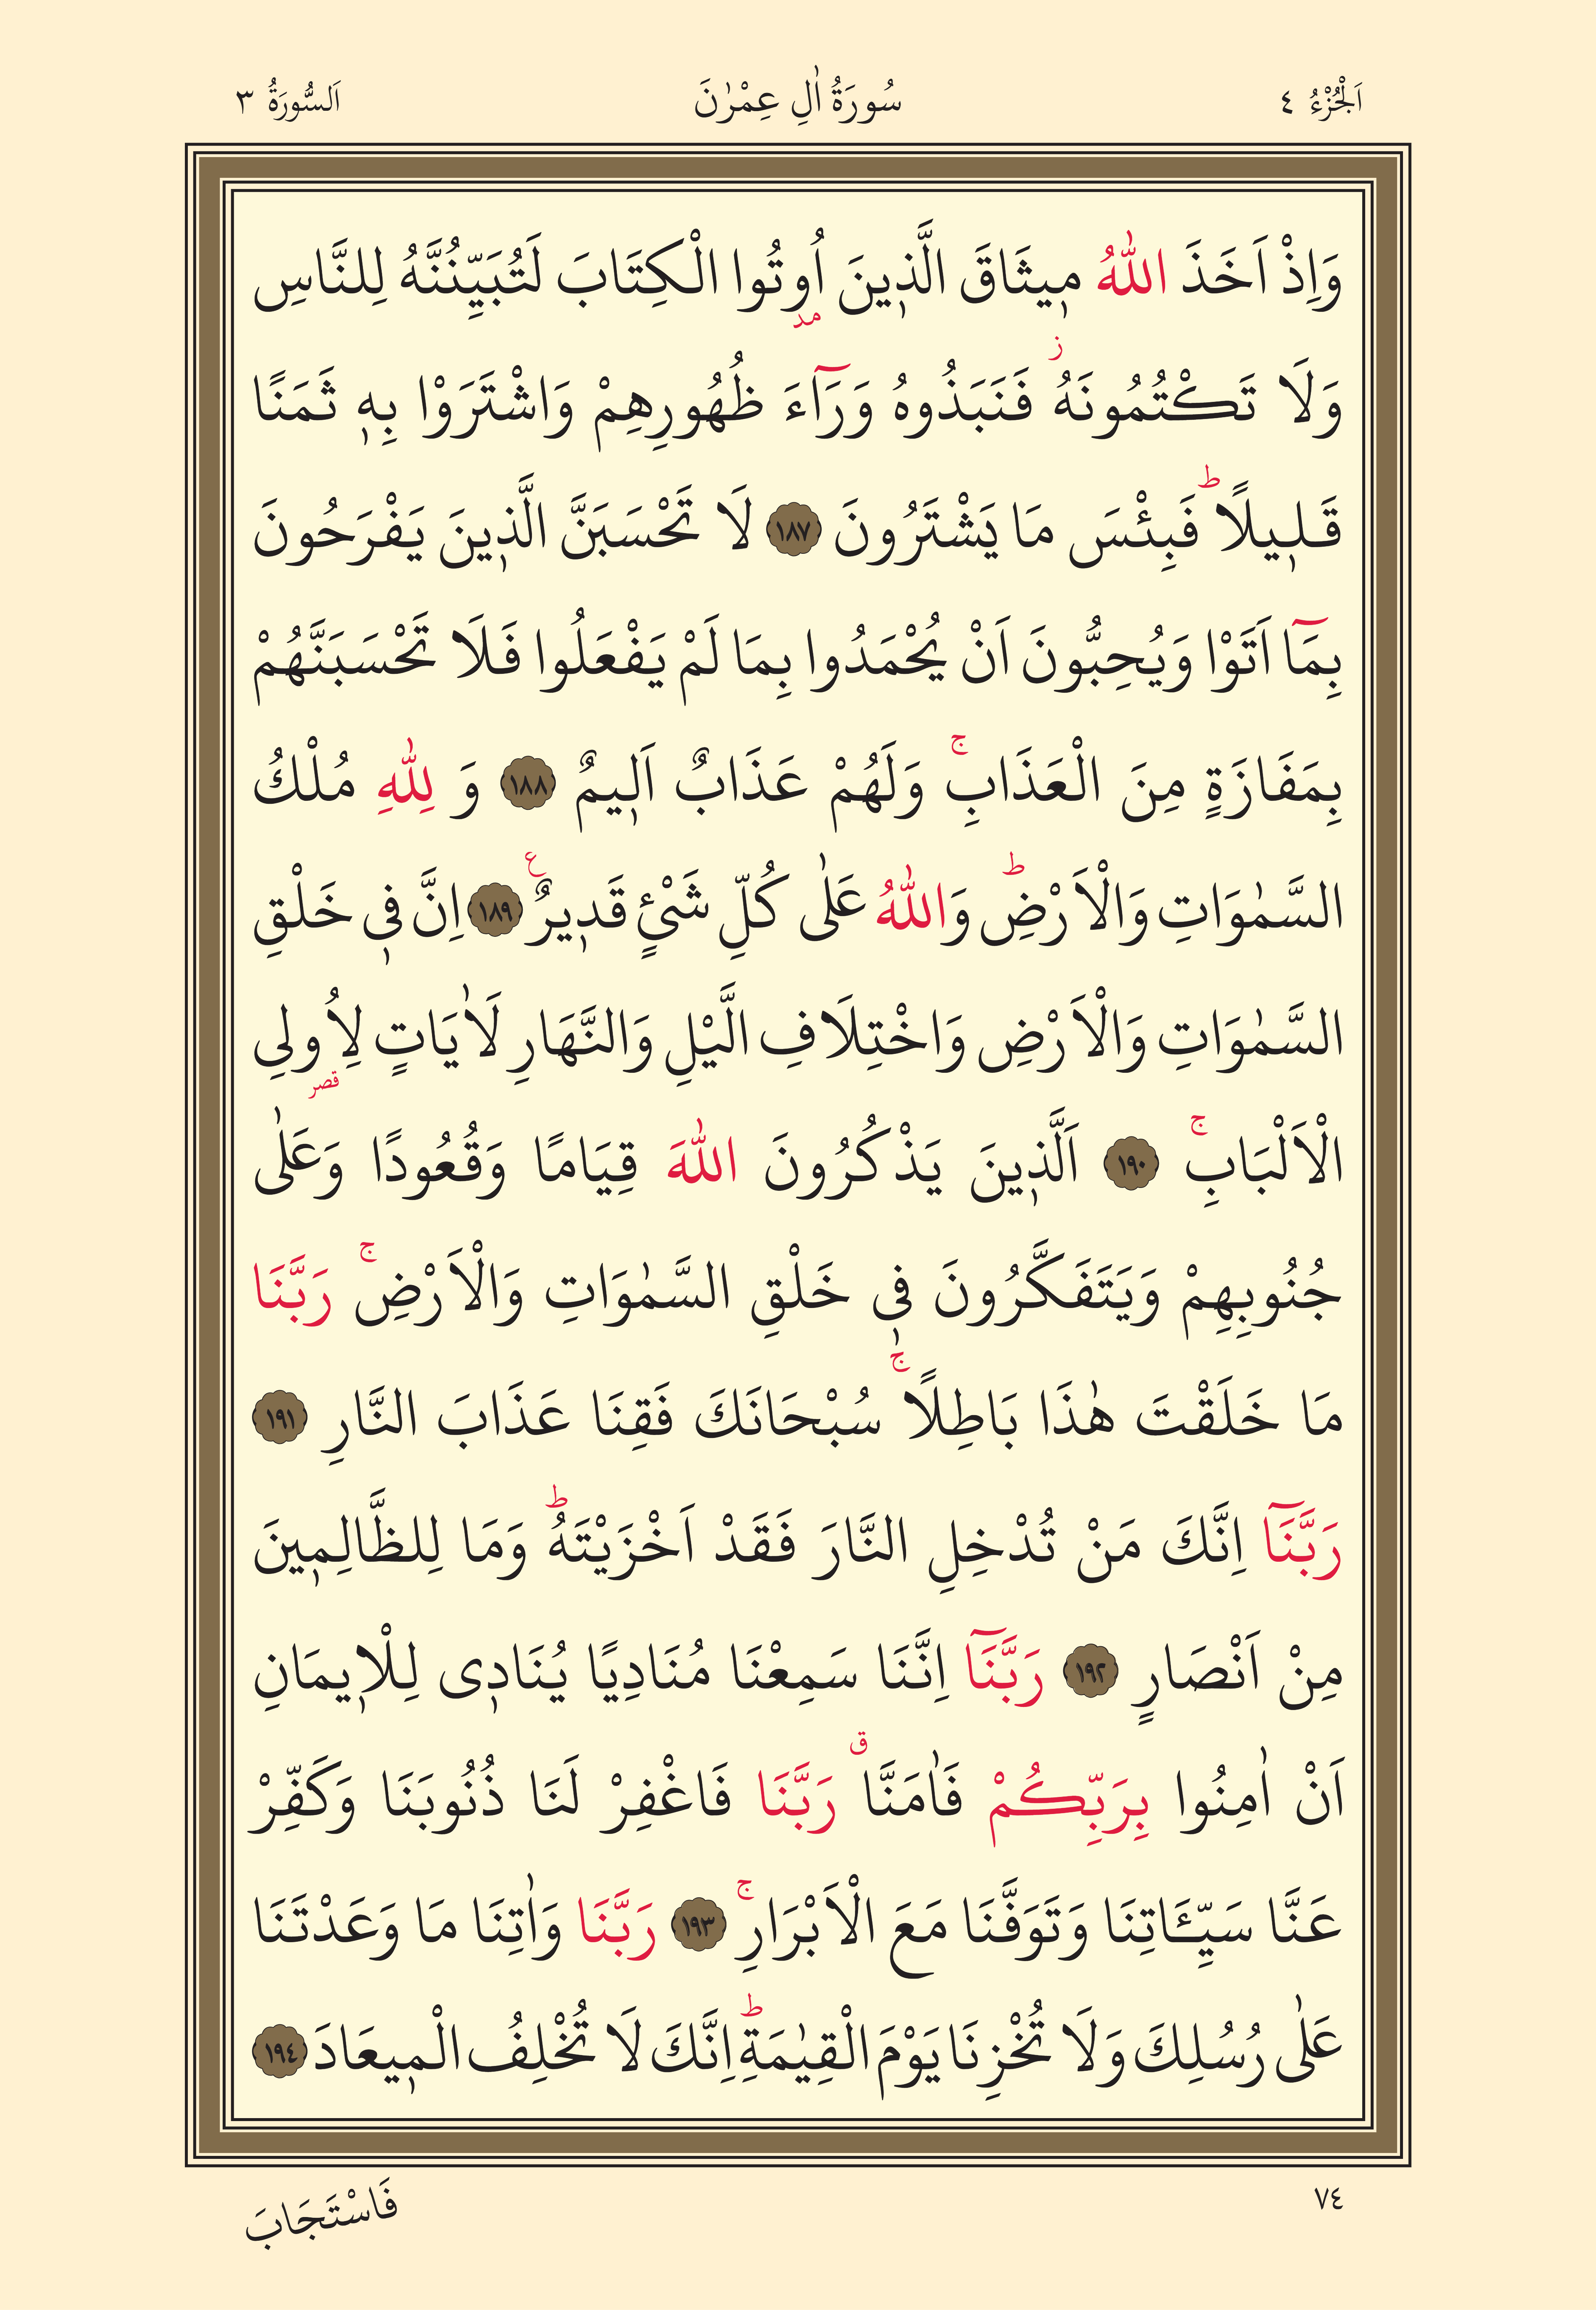 اَلْجُزْءُ ٤ سُورَةُ اٰلِ عِمْرٰنَ اَلسُّورَةُ ٣
وَاِذْ اَخَذَ اللّٰهُ م۪يثَاقَ الَّذ۪ينَ اُو۫تُوا الْكِتَابَ لَتُبَيِّنُنَّهُ لِلنَّاسِ
مد
وَلَا تَكْتُمُونَهُۘ ز فَنَبَذُوهُ وَرَٓاءَ ظُهُورِهِمْ وَاشْتَرَوْا بِه۪ ثَمَنًا
قَل۪يلًاۜ فَبِئْسَ مَا يَشْتَرُونَ ﴿١٨٧﴾ لَا تَحْسَبَنَّ الَّذ۪ينَ يَفْرَحُونَ
بِمَٓا اَتَوْا وَيُحِبُّونَ اَنْ يُحْمَدُوا بِمَا لَمْ يَفْعَلُوا فَلَا تَحْسَبَنَّهُمْ
بِمَفَازَةٍ مِنَ الْعَذَابِۚ وَلَهُمْ عَذَابٌ اَل۪يمٌ ﴿١٨٨﴾ وَ لِلّٰهِ مُلْكُ
السَّمٰوَاتِ وَالْاَرْضِۜ وَاللّٰهُ عَلٰى كُلِّ شَيْءٍ قَد۪يرٌ ع ﴿١٨٩﴾ اِنَّ ف۪ي خَلْقِ
السَّمٰوَاتِ وَالْاَرْضِ وَاخْتِلَافِ الَّيْلِ وَالنَّهَارِ لَاٰيَاتٍ لِاُولِي
قصر
الْاَلْبَابِۚ ﴿١٩٠﴾ اَلَّذ۪ينَ يَذْكُرُونَ اللّٰهَ قِيَامًا وَقُعُودًا وَعَلٰى
جُنُوبِهِمْ وَيَتَفَكَّرُونَ ف۪ي خَلْقِ السَّمٰوَاتِ وَالْاَرْضِۚ رَبَّنَا
مَا خَلَقْتَ هٰذَا بَاطِلًاۚ سُبْحَانَكَ فَقِنَا عَذَابَ النَّارِ ﴿١٩١﴾
رَبَّنَٓا اِنَّكَ مَنْ تُدْخِلِ النَّارَ فَقَدْ اَخْزَيْتَهُۜ وَمَا لِلظَّالِم۪ينَ
مِنْ اَنْصَارٍ ﴿١٩٢﴾ رَبَّنَٓا اِنَّنَا سَمِعْنَا مُنَادِيًا يُنَاد۪ي لِلْا۪يمَانِ
اَنْ اٰمِنُوا بِرَبِّكُمْ فَاٰمَنَّاۗ رَبَّنَا فَاغْفِرْ لَنَا ذُنُوبَنَا وَكَفِّرْ
عَنَّا سَيِّـَٔاتِنَا وَتَوَفَّنَا مَعَ الْاَبْرَارِۚ ﴿١٩٣﴾ رَبَّنَا وَاٰتِنَا مَا وَعَدْتَنَا
عَلٰى رُسُلِكَ وَلَا تُخْزِنَا يَوْمَ الْقِيٰمَةِۜ اِنَّكَ لَا تُخْلِفُ الْم۪يعَادَ ﴿١٩٤﴾
٧٤ فَاسْتَجَابَ